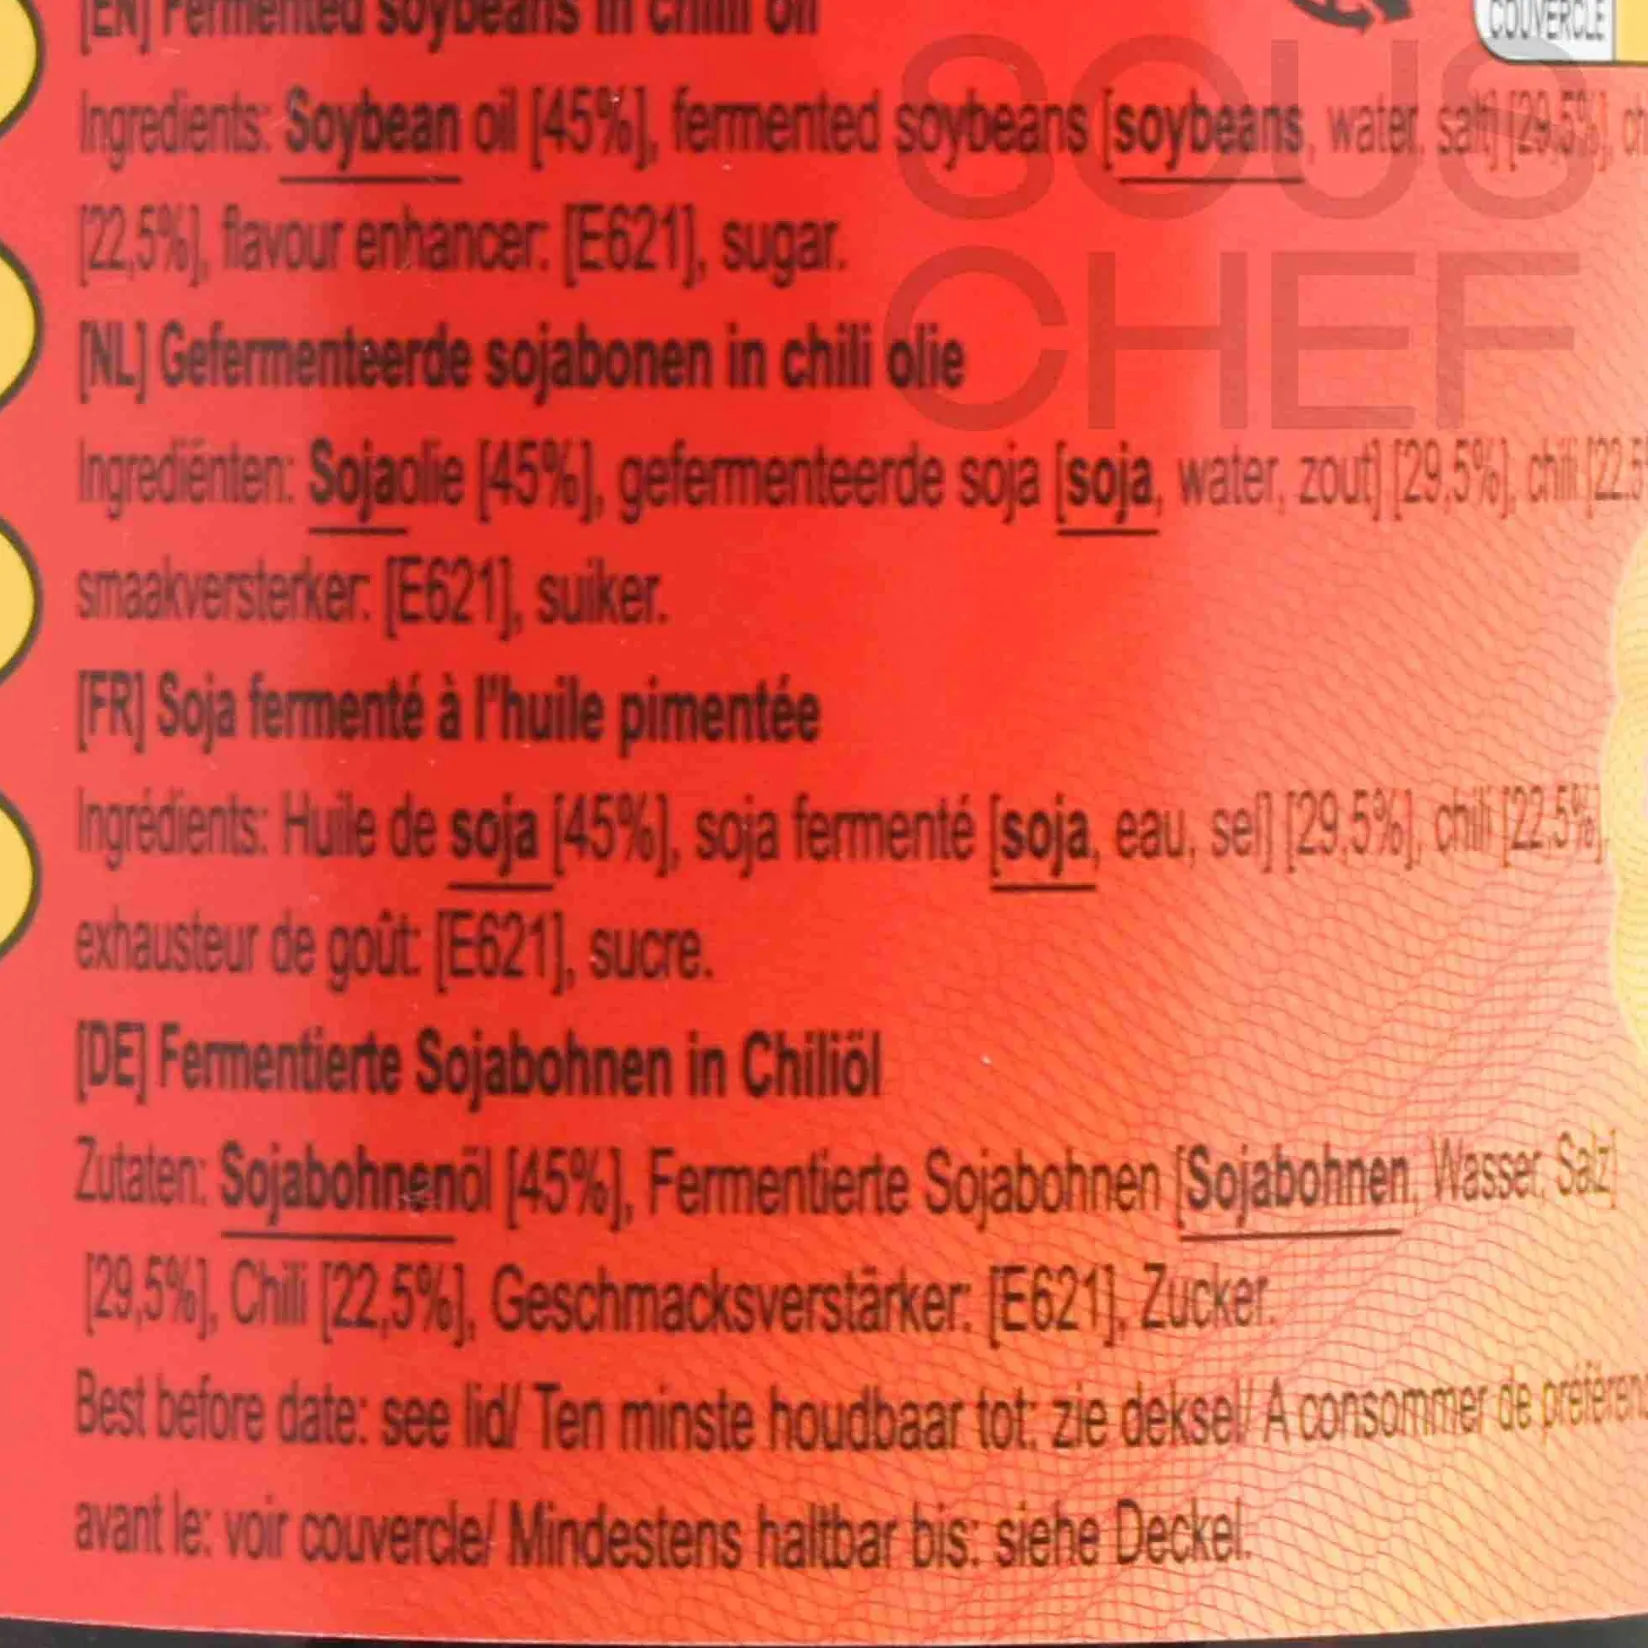 COUVERCLE
[EN] Fermented soybeans in chilli oil
SOUS
CHEF
Ingredients: Soybean oil [45%], fermented soybeans [soybeans, water, salt] [29,5%],
[22,5%], flavour enhancer: [E621], sugar.
[NL] Gefermenteerde sojabonen in chili olie
Ingrediënten: Sojaolie [45%], gefermenteerde soja [soja, water, zout] [29,5%], chili [22.5%
smaakversterker: [E621], suiker.
[FR] Soja fermenté à l'huile pimentée
Ingrédients: Huile de soja [45%], soja fermenté [soja, eau, sel] [29,5%], chili [22.5%],
exhausteur de goût: [E621], sucre.
[DE] Fermentierte Sojabohnen in Chiliöl
Zutaten: Sojabohnenöl [45%], Fermentierte Sojabohnen [Sojabohnen, Wasser, Salz]
[29,5%], Chili [22,5%], Geschmacksverstärker: [E621], Zucker.
Best before date: see lid/ Ten minste houdbaar tot: zie deksel/ A consommer de préféren
avant le: voir couvercle/ Mindestens haltbar bis: siehe Deckel.